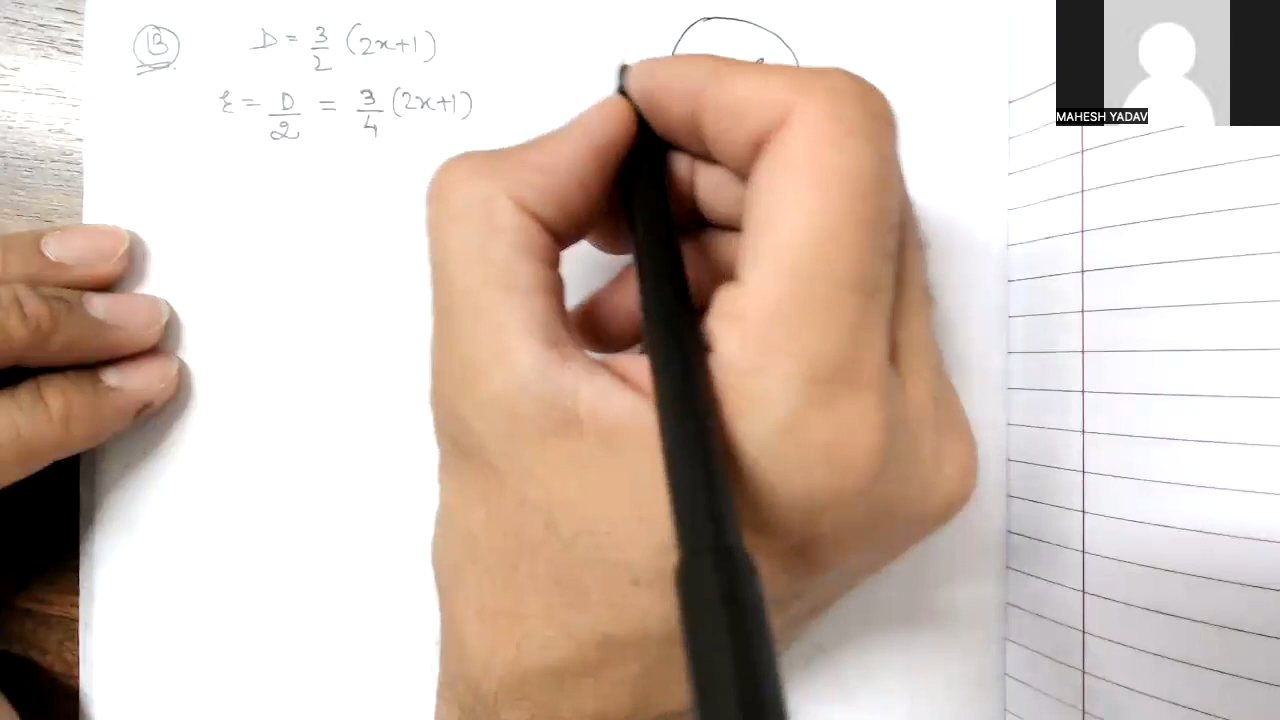 13 D = 3/2 (2x+1)
r = D/2 = 3/4 (2x+1)
MAHESH YADAV